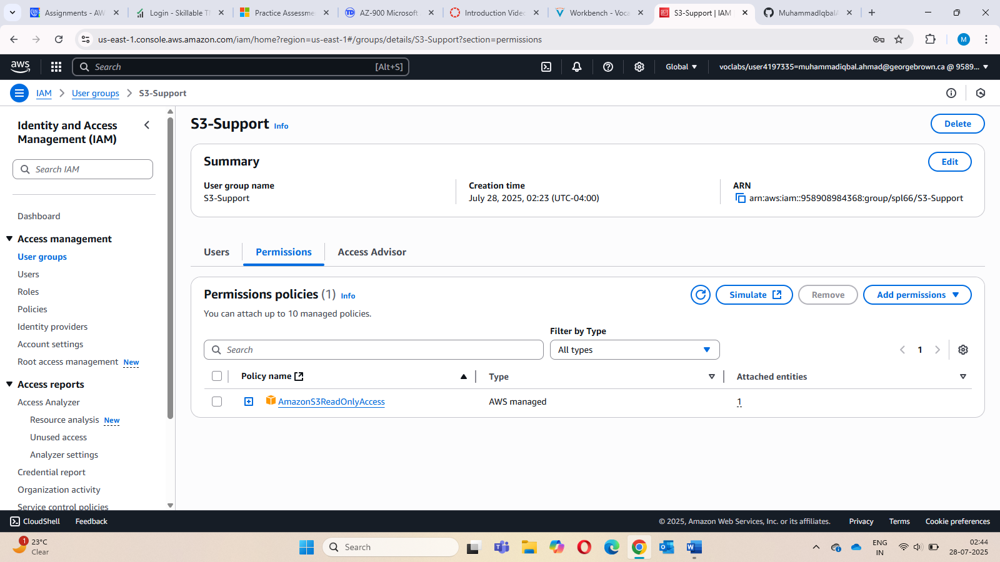 Assignments - AW
Login - Skillable Th
Practice Assessme
AZ-900 Microsoft
Introduction Video
Workbench - Voca
S3-Support | IAM
MuhammadIqbalA
us-east-1.console.aws.amazon.com/iam/home?region=us-east-1#/groups/details/S3-Support?section=permissions
M
aws
Search
[Alt+S]
Global
voclabs/user4197335=muhammadiqbal.ahmad@georgebrown.ca @ 9589...
IAM
User groups
S3-Support
Identity and Access
Management (IAM)
Search IAM
Dashboard
Access management
User groups
Users
Roles
Policies
Identity providers
Account settings
Root access management New
Access reports
Access Analyzer
Resource analysis New
Unused access
Analyzer settings
Credential report
Organization activity
Service control policies
S3-Support Info
Delete
Summary
Edit
User group name
S3-Support
Creation time
July 28, 2025, 02:23 (UTC-04:00)
ARN
arn:aws:iam::958908984368:group/spl66/S3-Support
Users
Permissions
Access Advisor
Permissions policies (1) Info
Simulate
Remove
Add permissions
You can attach up to 10 managed policies.
Filter by Type
Search
All types
1
Policy name
Type
Attached entities
AmazonS3ReadOnlyAccess
AWS managed
1
CloudShell
Feedback
© 2025, Amazon Web Services, Inc. or its affiliates.
Privacy
Terms
Cookie preferences
1
23°C
Clear
Search
ENG
IN
02:44
28-07-2025